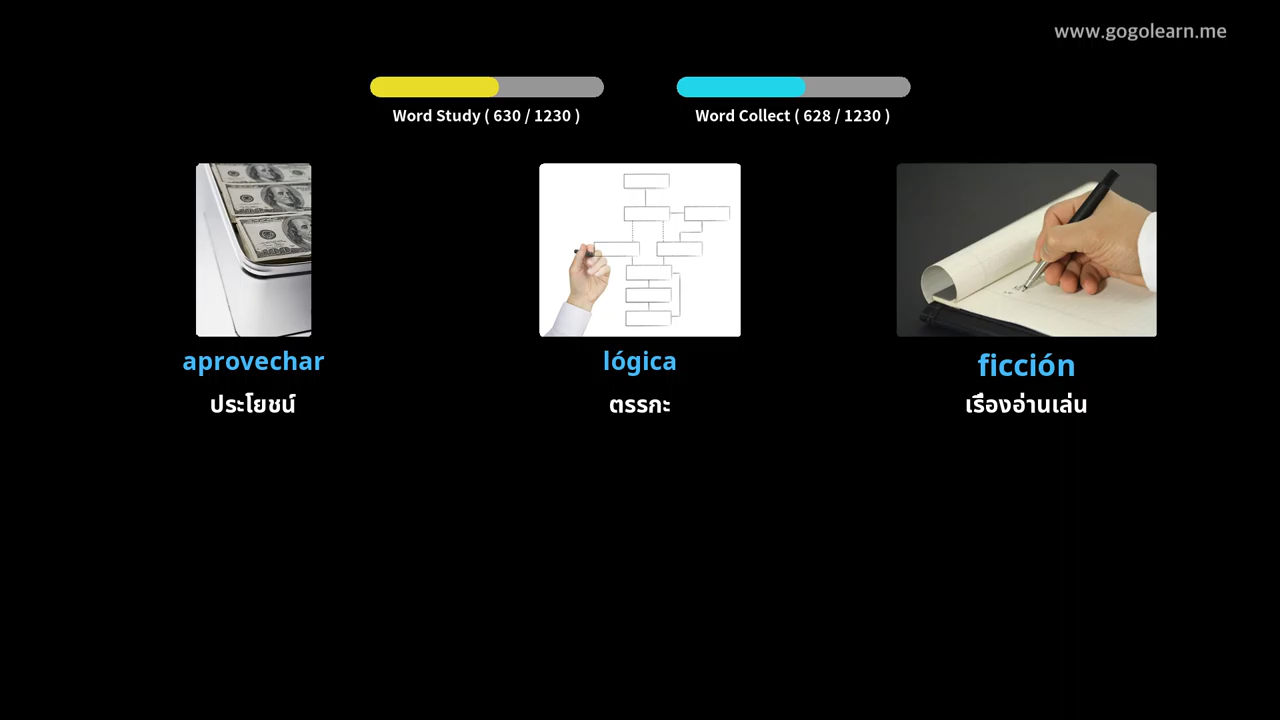 www.gogolearn.me
Word Study ( 630 / 1230 )
Word Collect ( 628 / 1230 )
aprovechar
lógica
ficción
ประโยชน์
ตรรกะ
เรื่องอ่านเล่น